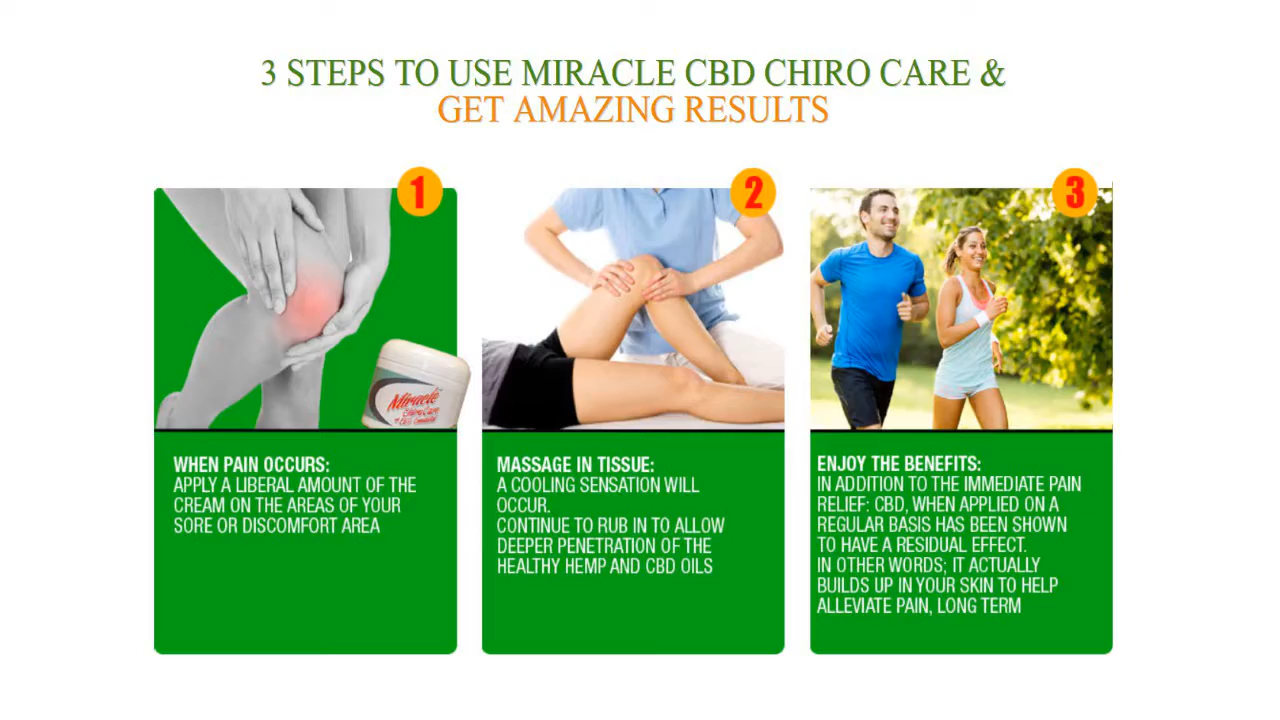 3 STEPS TO USE MIRACLE CBD CHIRO CARE &
GET AMAZING RESULTS
1
2
3
Miracle
Chiro Care
WHEN PAIN OCCURS:
APPLY A LIBERAL AMOUNT OF THE
CREAM ON THE AREAS OF YOUR
SORE OR DISCOMFORT AREA
MASSAGE IN TISSUE:
A COOLING SENSATION WILL
OCCUR.
CONTINUE TO RUB IN TO ALLOW
DEEPER PENETRATION OF THE
HEALTHY HEMP AND CBD OILS
ENJOY THE BENEFITS:
IN ADDITION TO THE IMMEDIATE PAIN
RELIEF: CBD, WHEN APPLIED ON A
REGULAR BASIS HAS BEEN SHOWN
TO HAVE A RESIDUAL EFFECT.
IN OTHER WORDS; IT ACTUALLY
BUILDS UP IN YOUR SKIN TO HELP
ALLEVIATE PAIN, LONG TERM